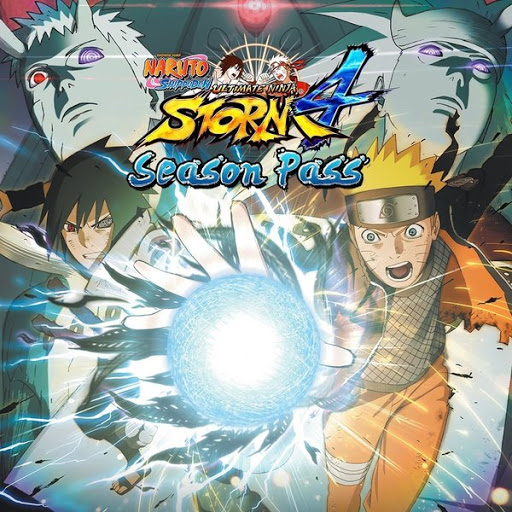 NARUTO
SHIPPUDEN
ULTIMATE NINJA
STORM 4
Season Pass